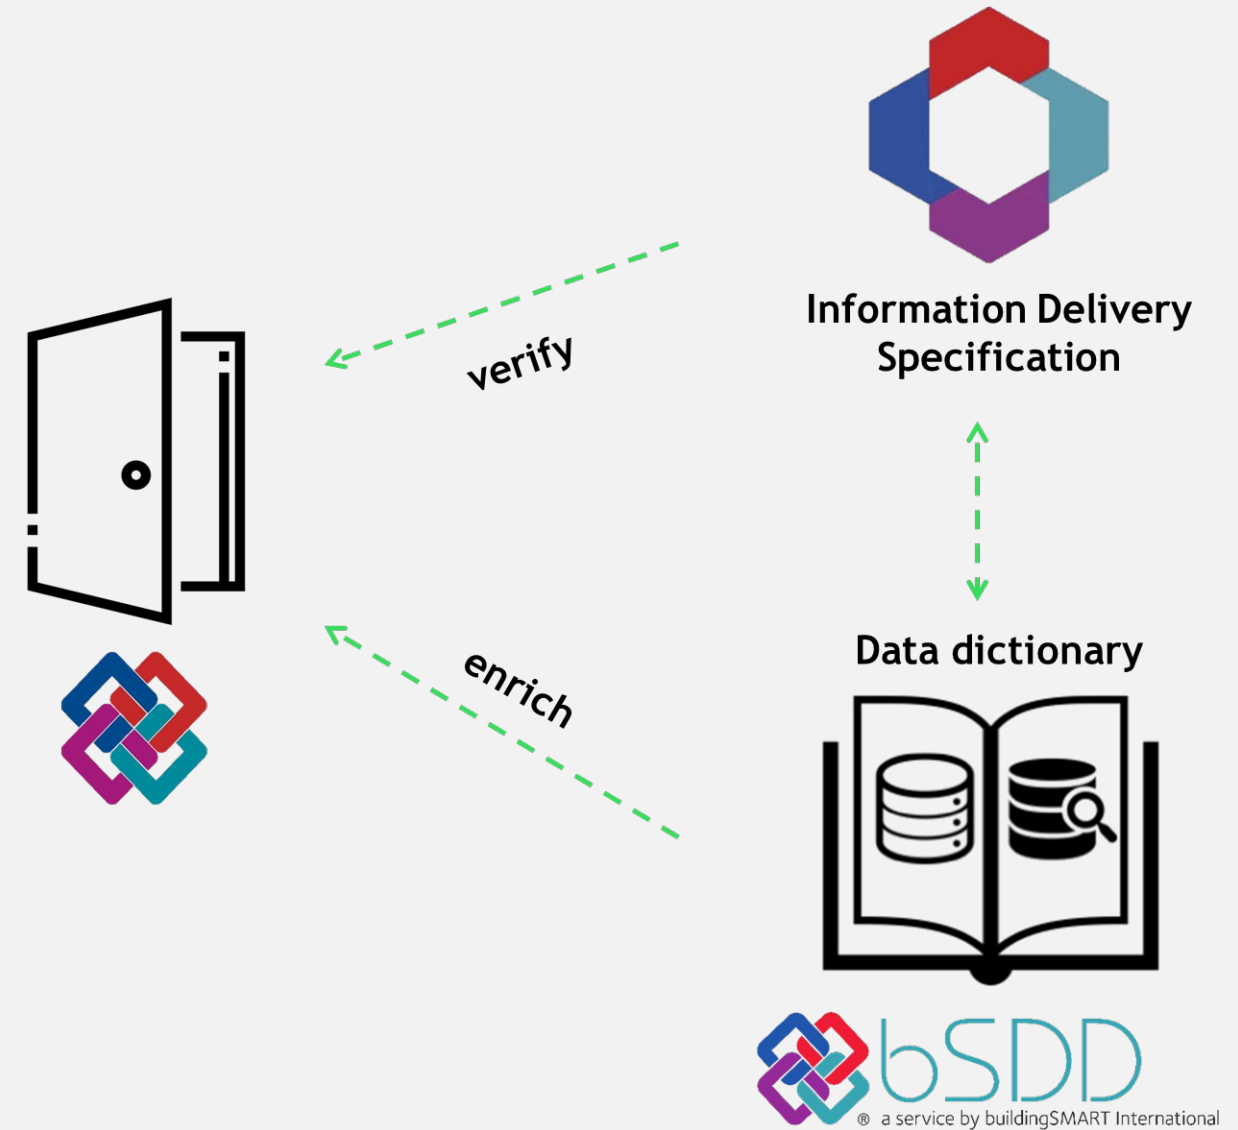 Information Delivery
Specification
verify
enrich
Data dictionary
bSDD
® a service by buildingSMART International